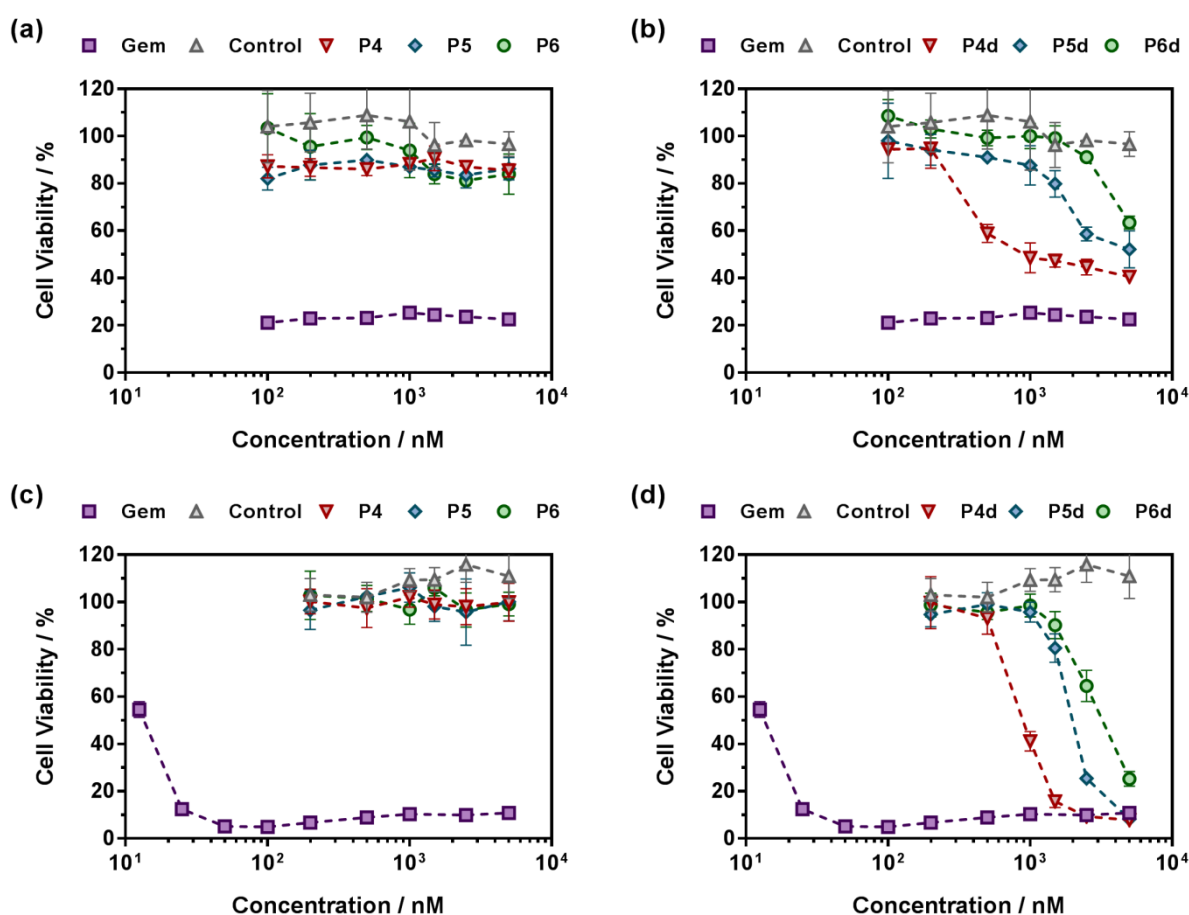 (a)
Gem Control P4 P5 P6
120
100
80
60
40
20
0
Cell Viability / %
10¹ 10² 10³ 10⁴
Concentration / nM
(b)
Gem Control P4d P5d P6d
120
100
80
60
40
20
0
Cell Viability / %
10¹ 10² 10³ 10⁴
Concentration / nM
(c)
Gem Control P4 P5 P6
120
100
80
60
40
20
0
Cell Viability / %
10¹ 10² 10³ 10⁴
Concentration / nM
(d)
Gem Control P4d P5d P6d
120
100
80
60
40
20
0
Cell Viability / %
10¹ 10² 10³ 10⁴
Concentration / nM